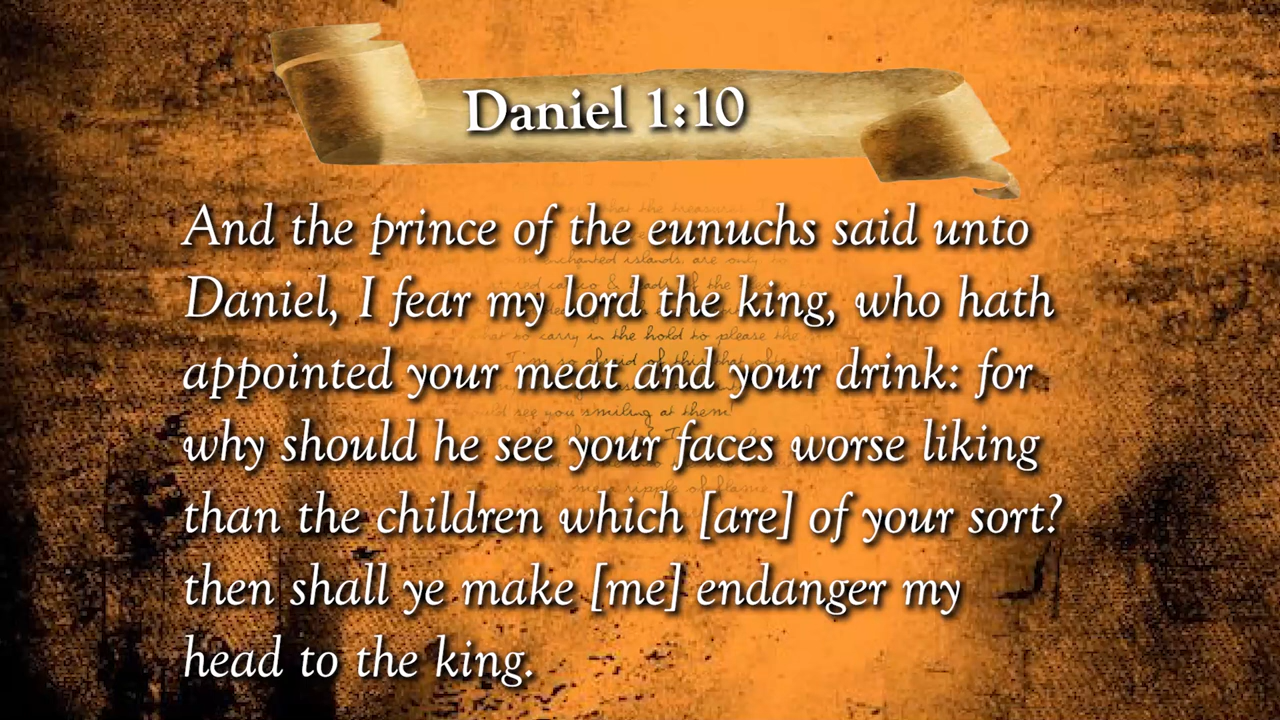 Daniel 1:10
And the prince of the eunuchs said unto
Daniel, I fear my lord the king, who hath
appointed your meat and your drink: for
why should he see your faces worse liking
than the children which [are] of your sort?
then shall ye make [me] endanger my
head to the king.